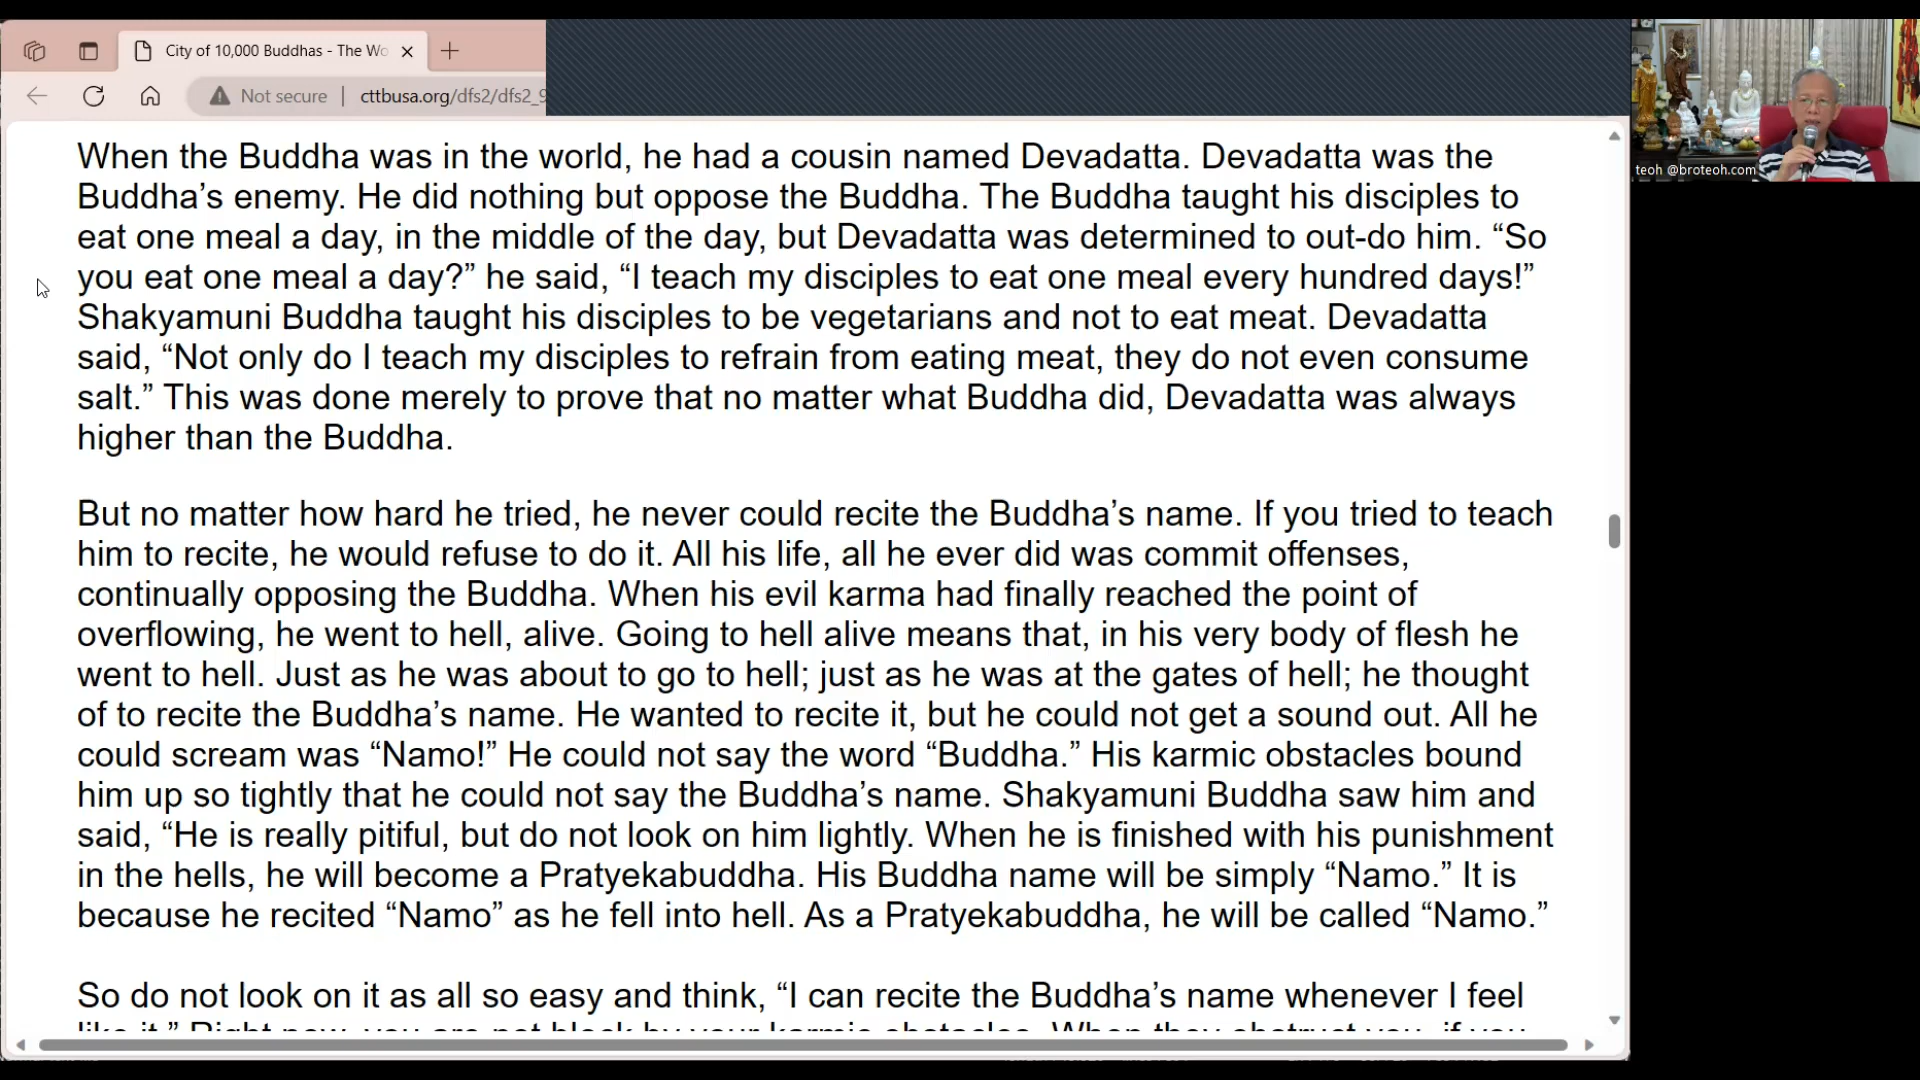 City of 10,000 Buddhas - The Wo
Not secure | cttbusa.org/dfs2/dfs2_9
teoh @broteoh.com
When the Buddha was in the world, he had a cousin named Devadatta. Devadatta was the
Buddha’s enemy. He did nothing but oppose the Buddha. The Buddha taught his disciples to
eat one meal a day, in the middle of the day, but Devadatta was determined to out-do him. “So
you eat one meal a day?” he said, “I teach my disciples to eat one meal every hundred days!”
Shakyamuni Buddha taught his disciples to be vegetarians and not to eat meat. Devadatta
said, “Not only do I teach my disciples to refrain from eating meat, they do not even consume
salt.” This was done merely to prove that no matter what Buddha did, Devadatta was always
higher than the Buddha.
But no matter how hard he tried, he never could recite the Buddha’s name. If you tried to teach
him to recite, he would refuse to do it. All his life, all he ever did was commit offenses,
continually opposing the Buddha. When his evil karma had finally reached the point of
overflowing, he went to hell, alive. Going to hell alive means that, in his very body of flesh he
went to hell. Just as he was about to go to hell; just as he was at the gates of hell; he thought
of to recite the Buddha’s name. He wanted to recite it, but he could not get a sound out. All he
could scream was “Namo!” He could not say the word “Buddha.” His karmic obstacles bound
him up so tightly that he could not say the Buddha’s name. Shakyamuni Buddha saw him and
said, “He is really pitiful, but do not look on him lightly. When he is finished with his punishment
in the hells, he will become a Pratyekabuddha. His Buddha name will be simply “Namo.” It is
because he recited “Namo” as he fell into hell. As a Pratyekabuddha, he will be called “Namo.”
So do not look on it as all so easy and think, “I can recite the Buddha’s name whenever I feel
like it.” Right now, you are not block by your karmic obstacles. When they obstruct you, if you